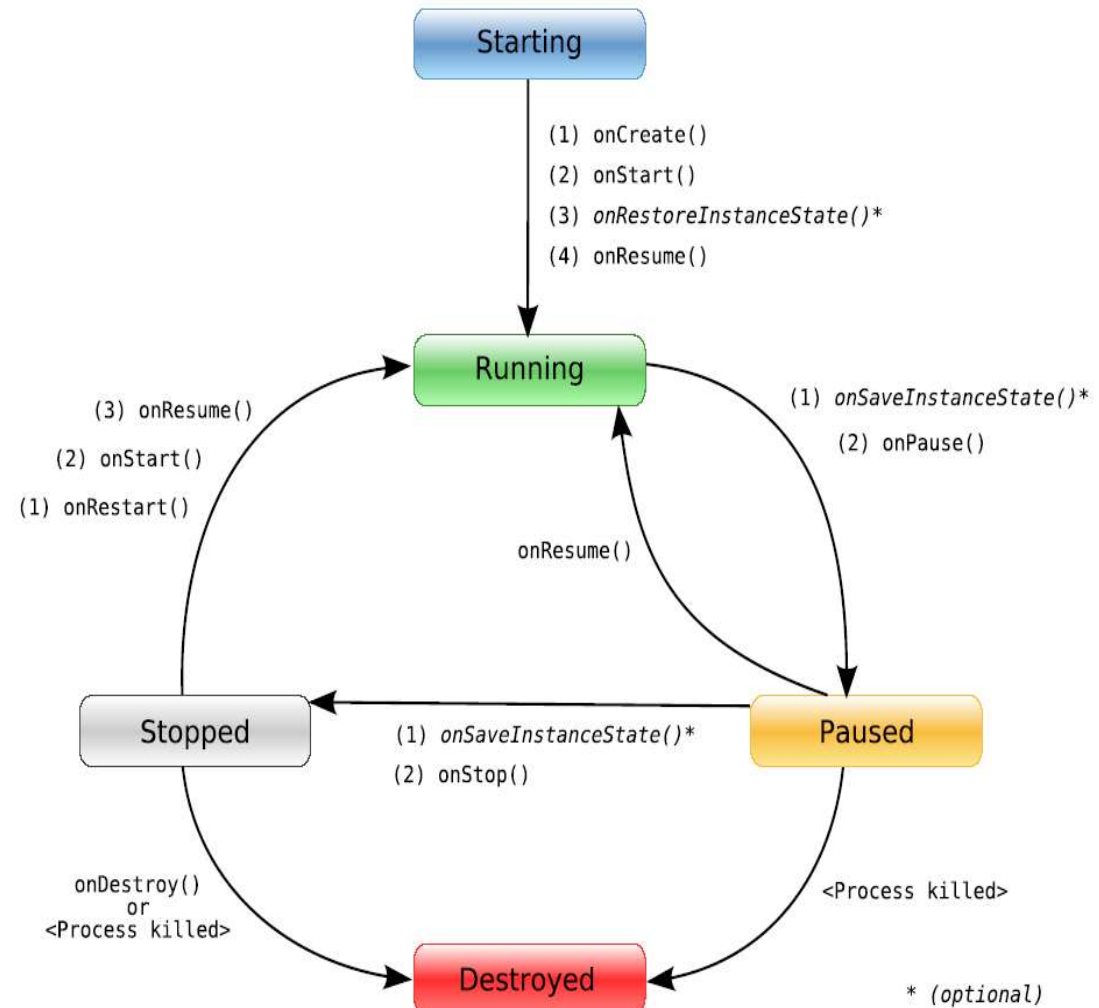 Starting
(1) onCreate()
(2) onStart()
(3) onRestoreInstanceState()*
(4) onResume()
Running
(3) onResume()
(2) onStart()
(1) onRestart()
(1) onSaveInstanceState()*
(2) onPause()
onResume()
Stopped
(1) onSaveInstanceState()*
(2) onStop()
Paused
onDestroy()
or
<Process killed>
<Process killed>
Destroyed
* (optional)